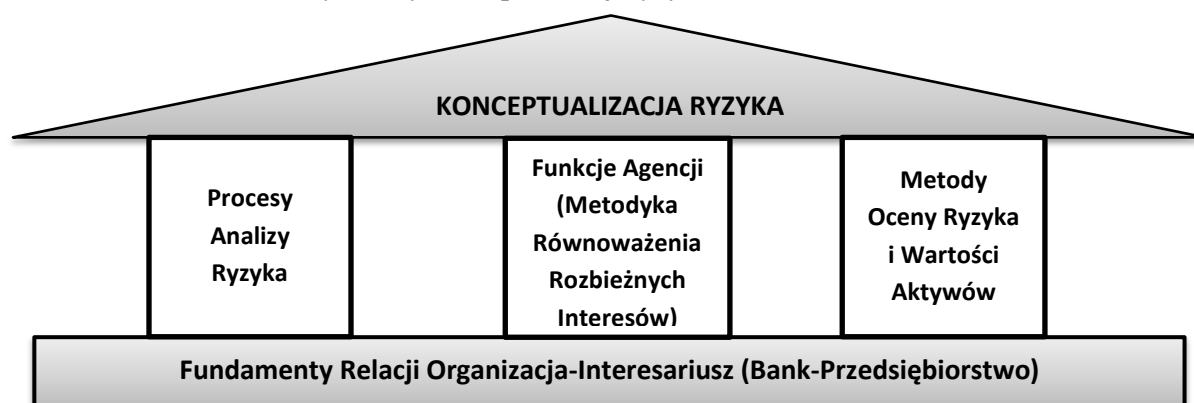 KONCEPTUALIZACJA RYZYKA
Procesy
Analizy
Ryzyka
Funkcje Agencji
(Metodyka
Równoważenia
Rozbieżnych
Interesów)
Metody
Oceny Ryzyka
i Wartości
Aktywów
Fundamenty Relacji Organizacja-Interesariusz (Bank-Przedsiębiorstwo)